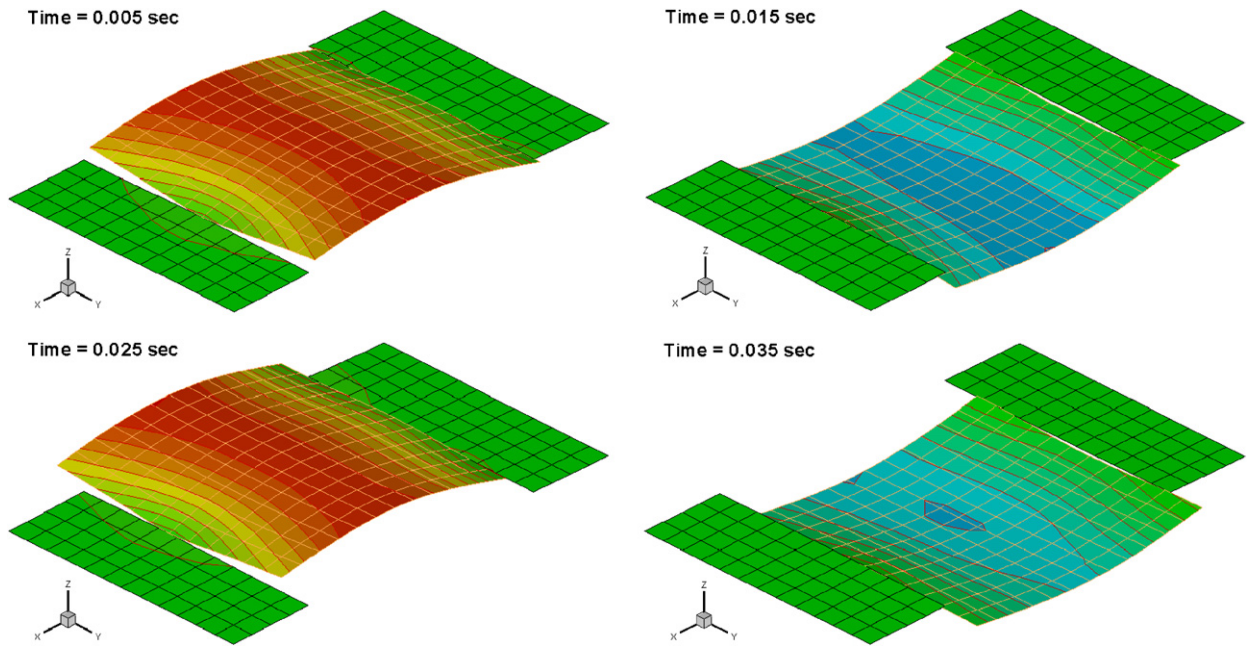 Time = 0.005 sec
Time = 0.015 sec
Z
X
Y
Z
X
Y
Time = 0.025 sec
Time = 0.035 sec
Z
X
Y
Z
X
Y